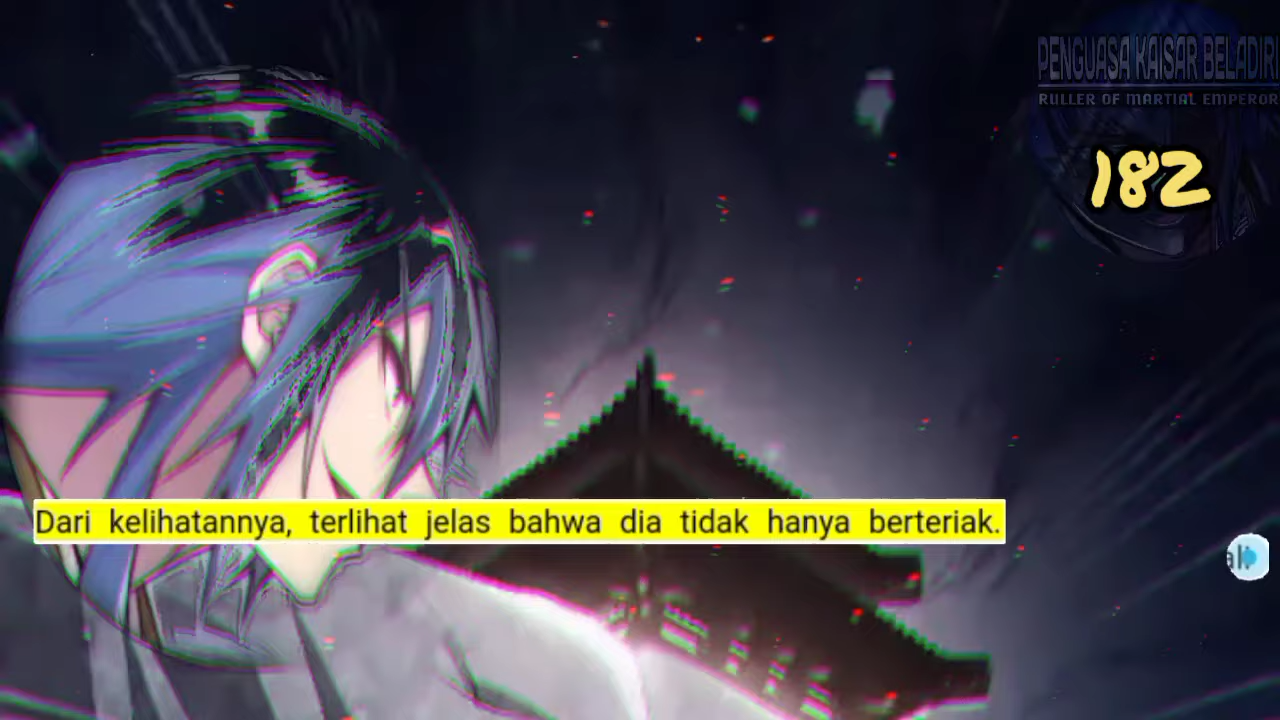 PENGUASA KAISAR BELADIRI
RULLER OF MARTIAL EMPEROR
182
Dari kelihatannya, terlihat jelas bahwa dia tidak hanya berteriak.